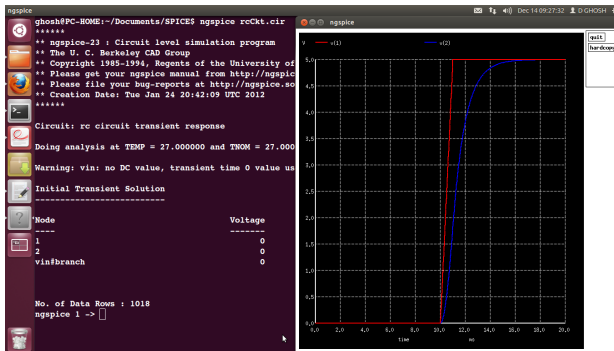 ngspice
Dec 14 09:27:32
D GHOSH
ghosh@PC-HOME:~/Documents/SPICE$ ngspice rcCkt.cir
******
** ngspice-23 : Circuit level simulation program
** The U. C. Berkeley CAD Group
** Copyright 1985-1994, Regents of the University of
** Please get your ngspice manual from http://ngspic
** Please file your bug-reports at http://ngspice.so
** Creation Date: Tue Jan 24 20:42:09 UTC 2012
******
Circuit: rc circuit transient response
Doing analysis at TEMP = 27.000000 and TNOM = 27.000
Warning: vin: no DC value, transient time 0 value us
Initial Transient Solution
--------------------------
Node Voltage
---- -------
1 0
2 0
vin#branch 0
No. of Data Rows : 1018
ngspice 1 ->
ngspice
V v(1) v(2)
5.0
4.5
4.0
3.5
3.0
2.5
2.0
1.5
1.0
0.5
0.0
0.0 2.0 4.0 6.0 8.0 10.0 12.0 14.0 16.0 18.0 20.0
time ms
quit
hardcopy